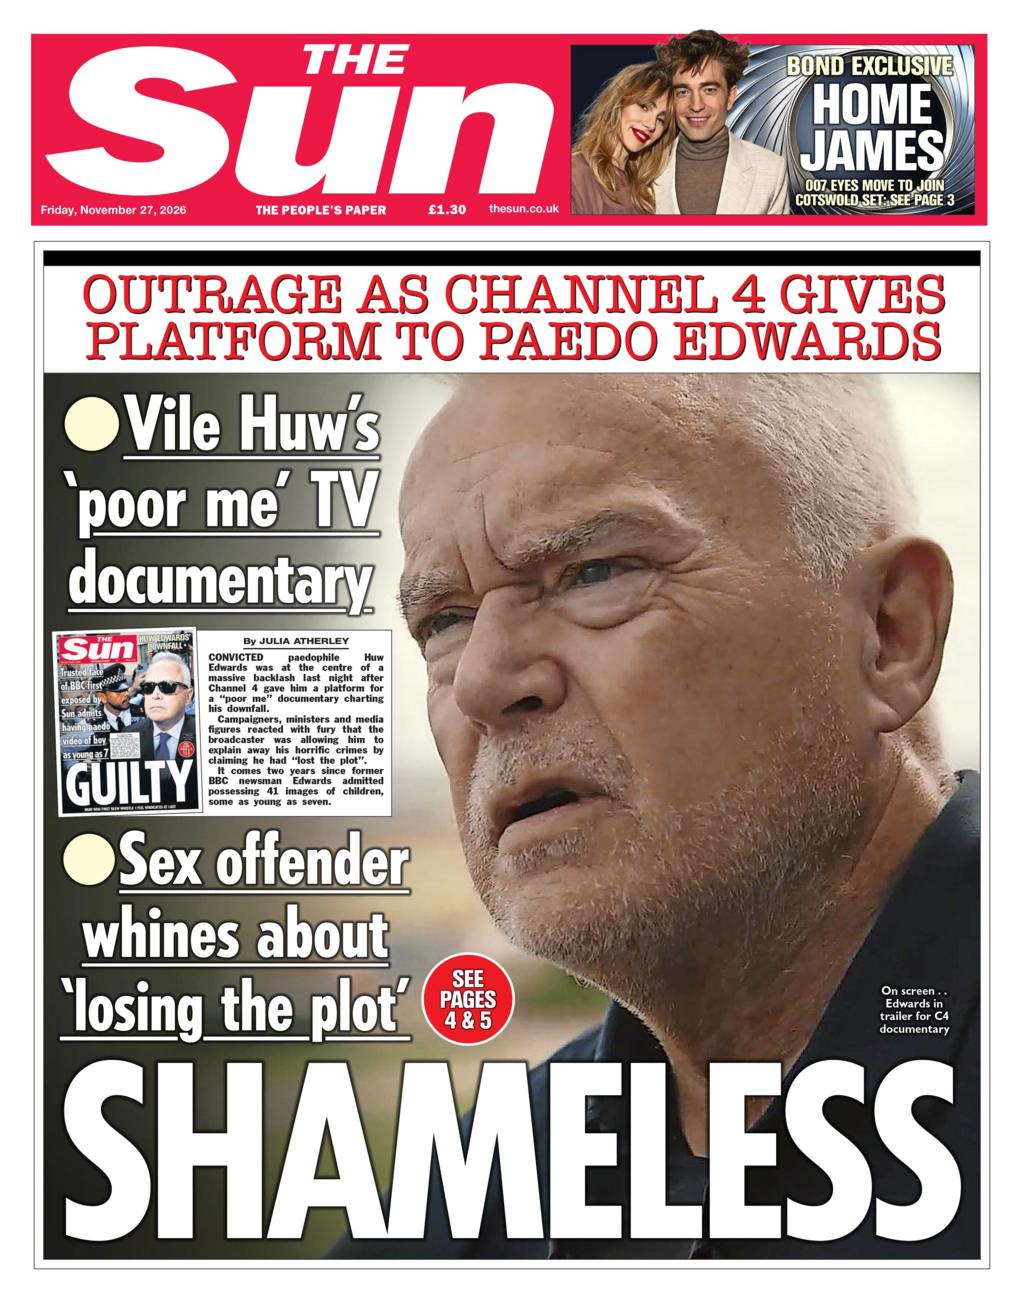 THE
Sun
Friday, November 27, 2026
THE PEOPLE'S PAPER
£1.30
thesun.co.uk
BOND EXCLUSIVE
HOME
JAMES
007 EYES MOVE TO JOIN
COTSWOLD SET: SEE PAGE 3
OUTRAGE AS CHANNEL 4 GIVES
PLATFORM TO PAEDO EDWARDS
Vile Huw's
'poor me' TV
documentary
THE
Sun
HUW EDWARDS'
DOWNFALL
Trusted face
of BBC first
exposed by
Sun admits
having paedo
video of boy
as young as 7
GUILTY
By JULIA ATHERLEY
CONVICTED paedophile Huw
Edwards was at the centre of a
massive backlash last night after
Channel 4 gave him a platform for
a "poor me" documentary charting
his downfall.
Campaigners, ministers and media
figures reacted with fury that the
broadcaster was allowing him to
explain away his horrific crimes by
claiming he had "lost the plot".
It comes two years since former
BBC newsman Edwards admitted
possessing 41 images of children,
some as young as seven.
Sex offender
whines about
'losing the plot'
SEE
PAGES
4 & 5
On screen . .
Edwards in
trailer for C4
documentary
SHAMELESS